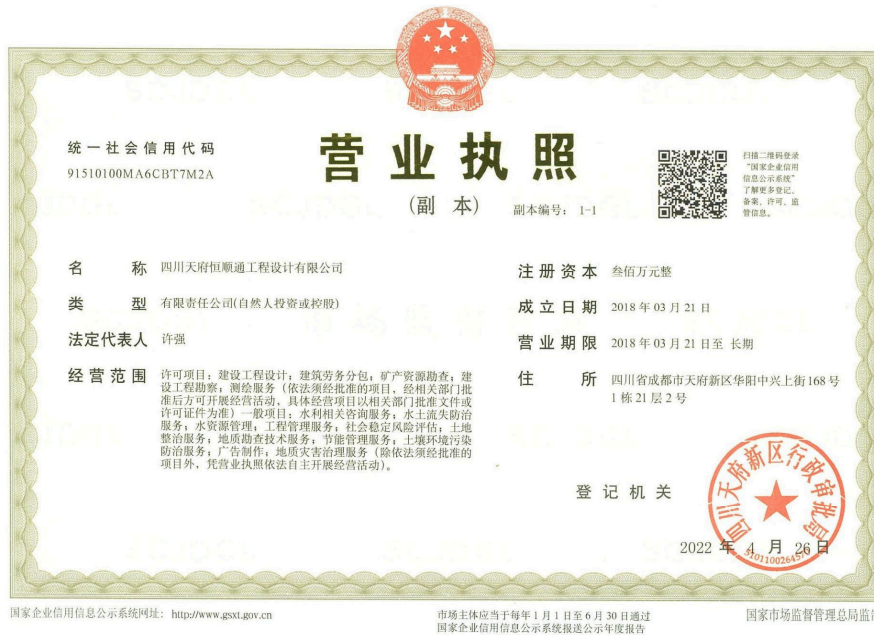 统一社会信用代码
91510100MA6CBT7M2A
营业执照
(副 本)
副本编号：1-1
扫描二维码登录
“国家企业信用
信息公示系统”
了解更多登记、
备案、许可、监
管信息。
名 称 四川天府恒顺通工程设计有限公司
类 型 有限责任公司(自然人投资或控股)
法定代表人 许强
经营范围 许可项目：建设工程设计；建筑劳务分包；矿产资源勘查；建
设工程勘察；测绘服务（依法须经批准的项目，经相关部门批
准后方可开展经营活动，具体经营项目以相关部门批准文件或
许可证件为准）一般项目：水利相关咨询服务；水土流失防治
服务；水资源管理；工程管理服务；社会稳定风险评估；土地
整治服务；地质勘查技术服务；节能管理服务；土壤环境污染
防治服务；广告制作；地质灾害治理服务（除依法须经批准的
项目外，凭营业执照依法自主开展经营活动）。
注册资本 叁佰万元整
成立日期 2018年03月21日
营业期限 2018年03月21日至 长期
住 所 四川省成都市天府新区华阳中兴上街168号
1栋21层2号
登记机关
四川天府新区行政审批局
2022年 4月 26日
国家企业信用信息公示系统网址：http://www.gsxt.gov.cn
市场主体应当于每年1月1日至6月30日通过
国家企业信用信息公示系统报送公示年度报告
国家市场监督管理总局监